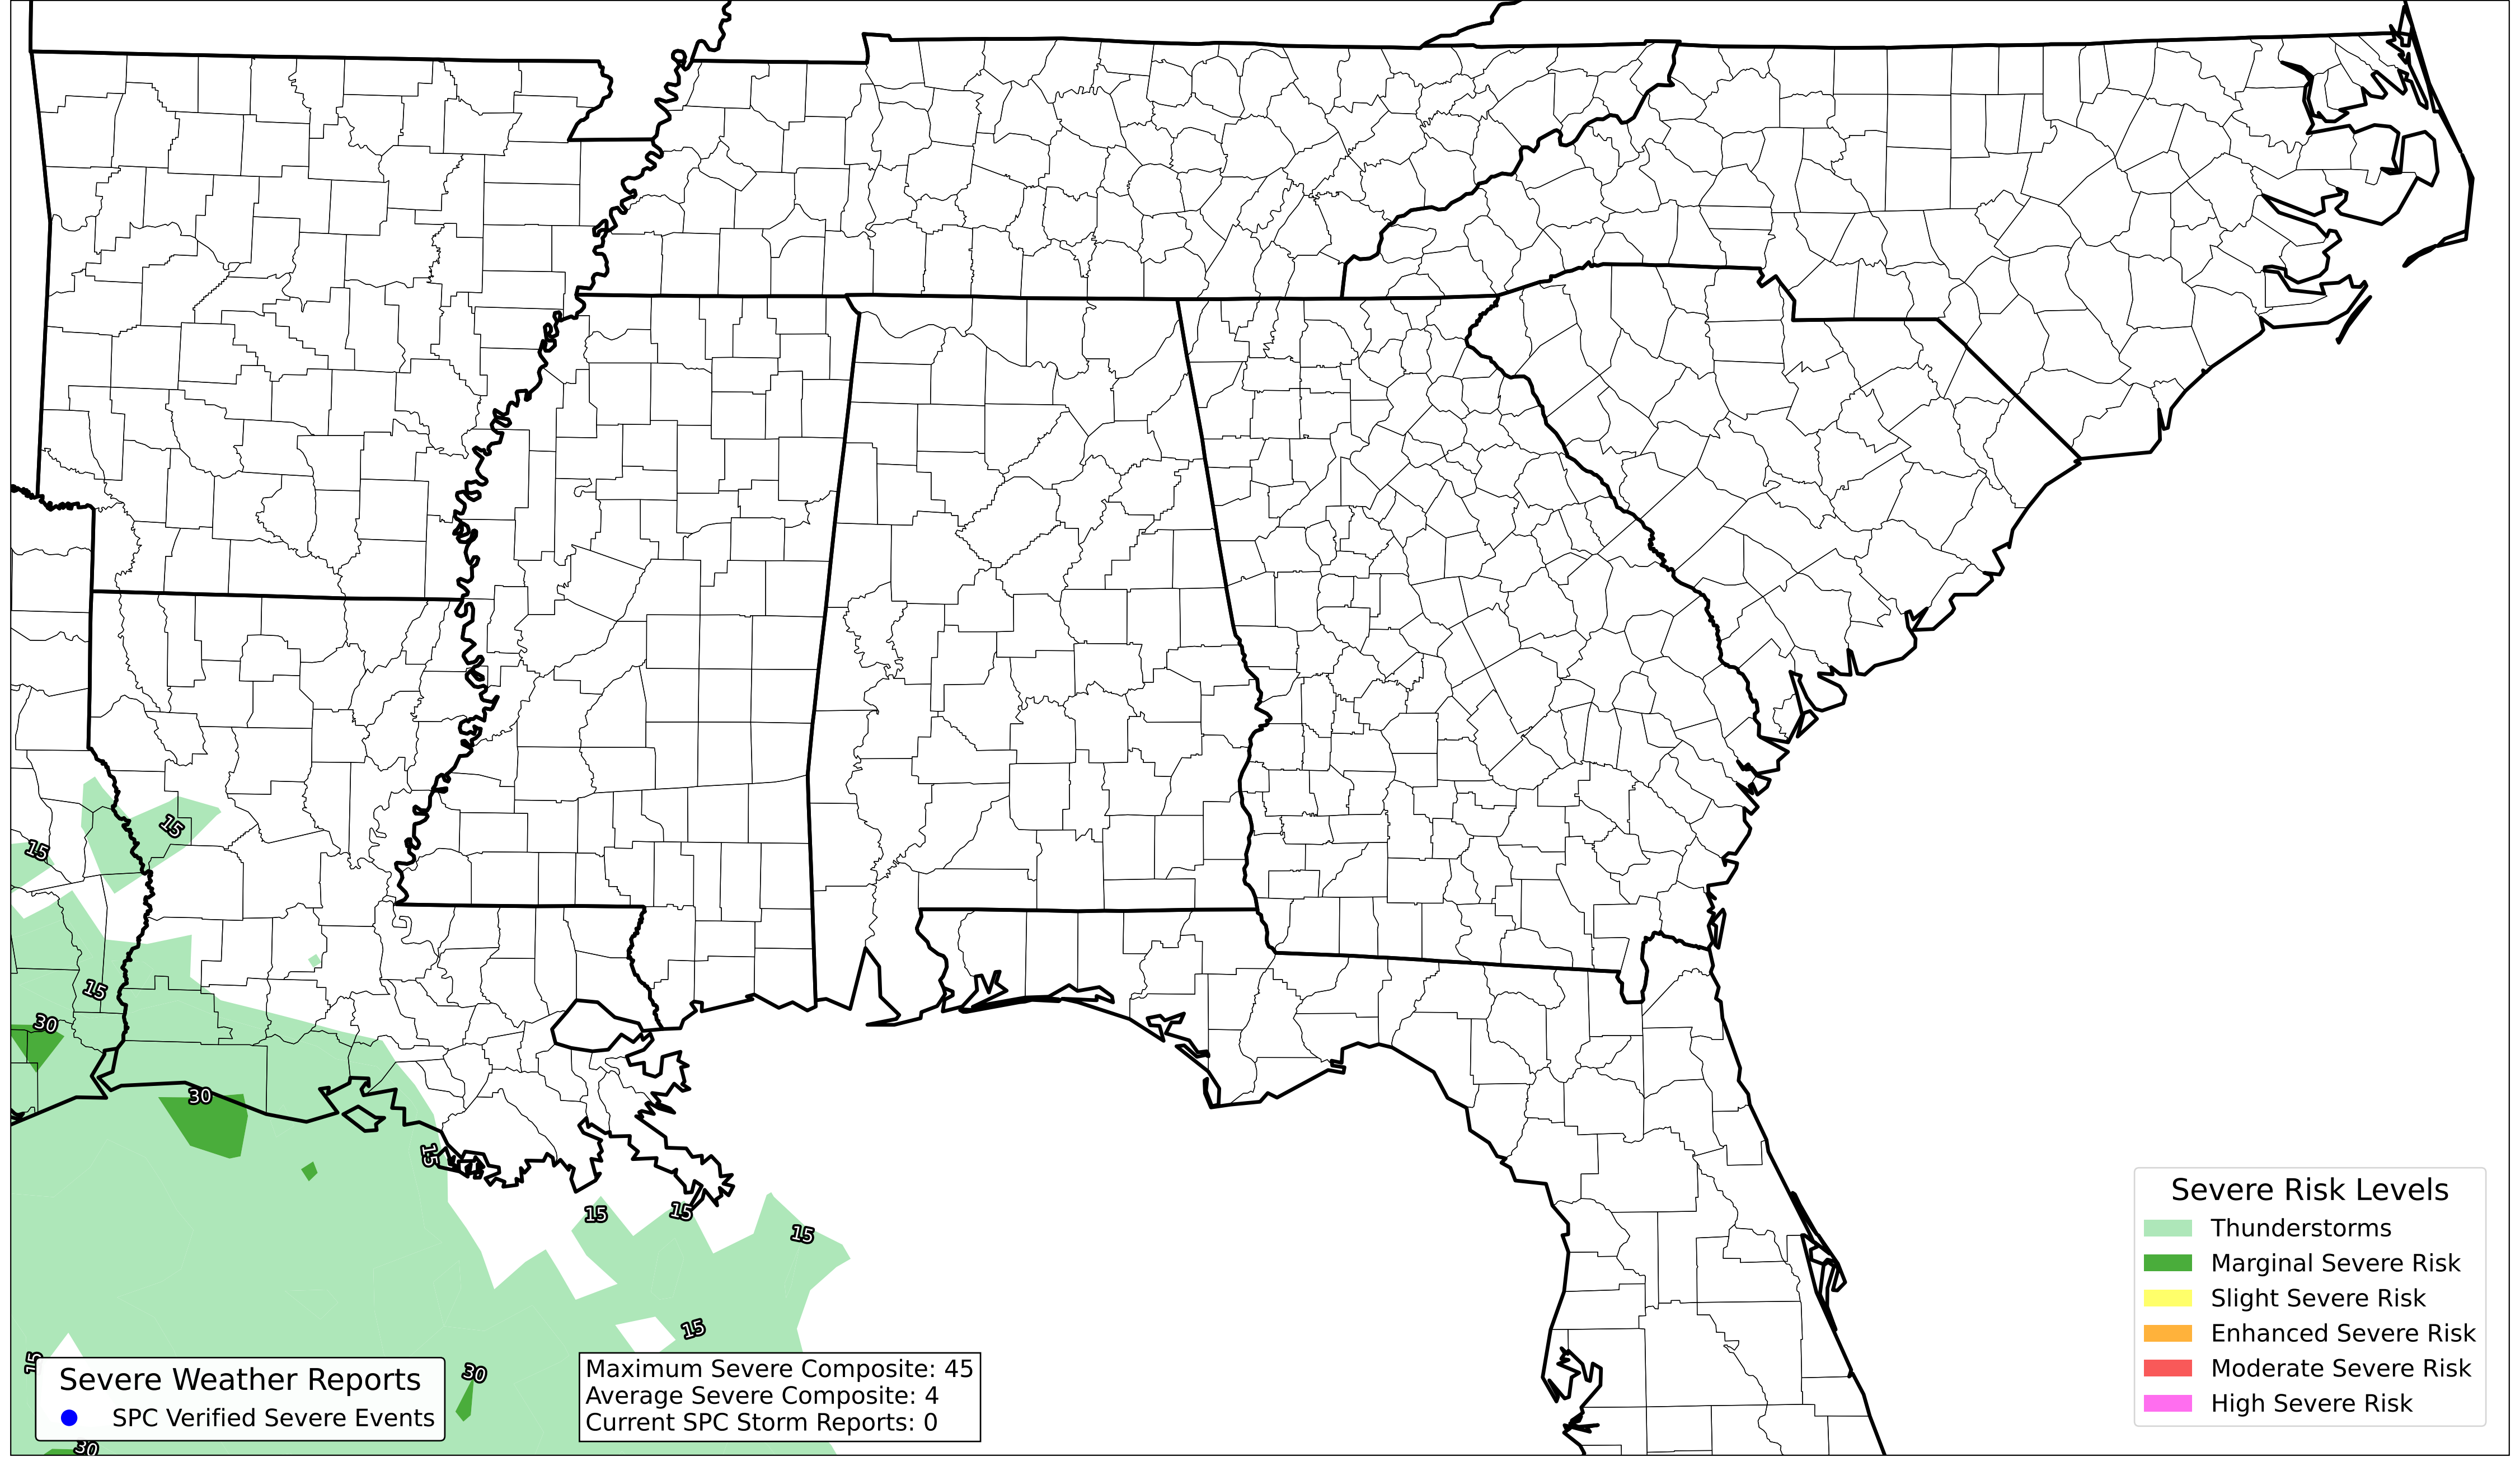 15
15
15
30
30
15
15
15
15
15
15
30
30
Severe Weather Reports
SPC Verified Severe Events
Maximum Severe Composite: 45
Average Severe Composite: 4
Current SPC Storm Reports: 0
Severe Risk Levels
Thunderstorms
Marginal Severe Risk
Slight Severe Risk
Enhanced Severe Risk
Moderate Severe Risk
High Severe Risk